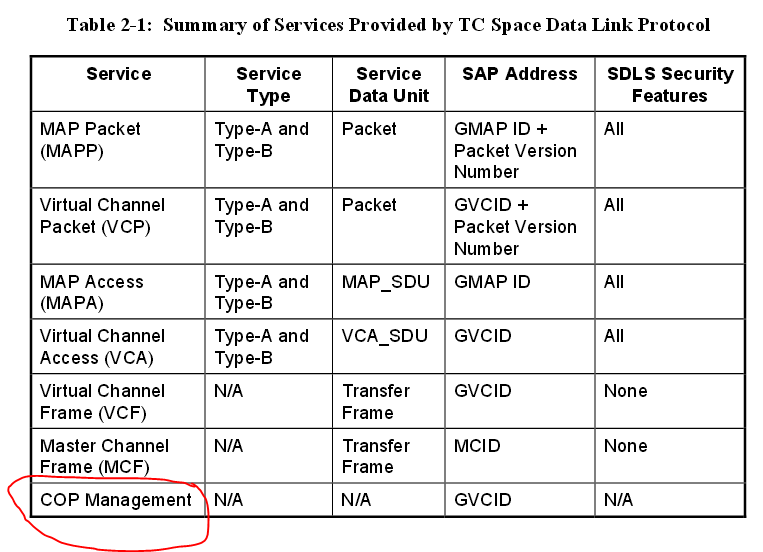 Table 2-1: Summary of Services Provided by TC Space Data Link Protocol
Service
Service Type
Service Data Unit
SAP Address
SDLS Security Features
MAP Packet (MAPP)
Type-A and Type-B
Packet
GMAP ID + Packet Version Number
All
Virtual Channel Packet (VCP)
Type-A and Type-B
Packet
GVCID + Packet Version Number
All
MAP Access (MAPA)
Type-A and Type-B
MAP_SDU
GMAP ID
All
Virtual Channel Access (VCA)
Type-A and Type-B
VCA_SDU
GVCID
All
Virtual Channel Frame (VCF)
N/A
Transfer Frame
GVCID
None
Master Channel Frame (MCF)
N/A
Transfer Frame
MCID
None
COP Management
N/A
N/A
GVCID
N/A